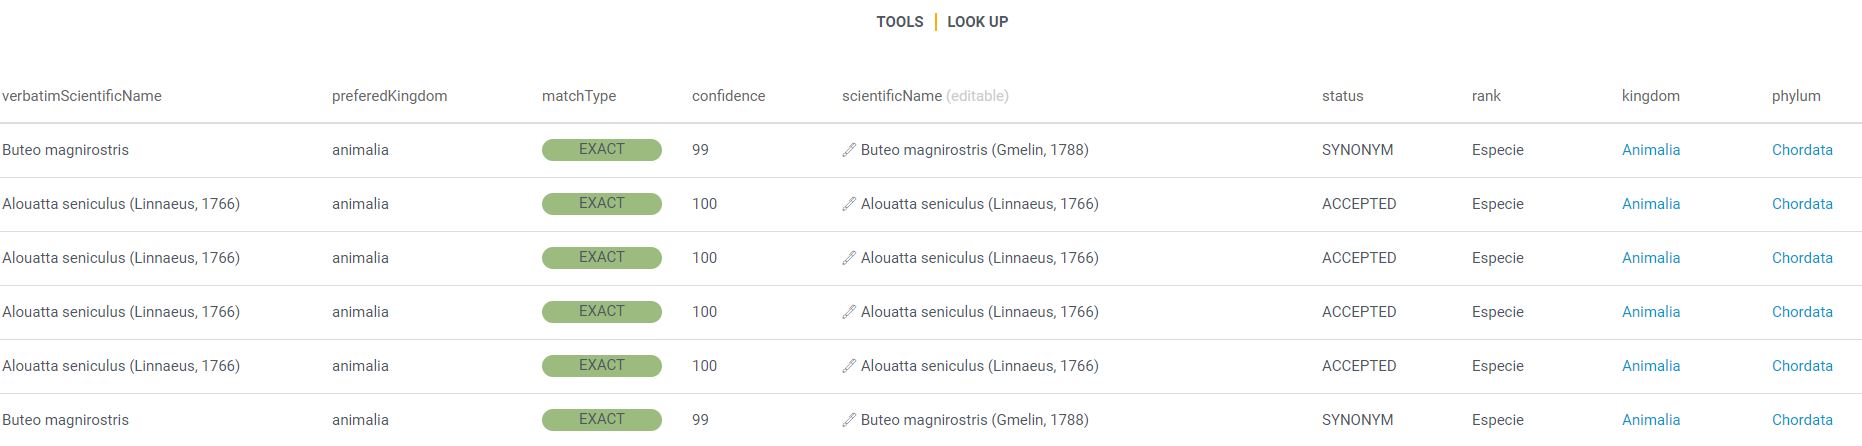 TOOLS | LOOK UP
verbatimScientificName preferedKingdom matchType confidence scientificName (editable) status rank kingdom phylum
Buteo magnirostris animalia EXACT 99 Buteo magnirostris (Gmelin, 1788) SYNONYM Especie Animalia Chordata
Alouatta seniculus (Linnaeus, 1766) animalia EXACT 100 Alouatta seniculus (Linnaeus, 1766) ACCEPTED Especie Animalia Chordata
Alouatta seniculus (Linnaeus, 1766) animalia EXACT 100 Alouatta seniculus (Linnaeus, 1766) ACCEPTED Especie Animalia Chordata
Alouatta seniculus (Linnaeus, 1766) animalia EXACT 100 Alouatta seniculus (Linnaeus, 1766) ACCEPTED Especie Animalia Chordata
Alouatta seniculus (Linnaeus, 1766) animalia EXACT 100 Alouatta seniculus (Linnaeus, 1766) ACCEPTED Especie Animalia Chordata
Buteo magnirostris animalia EXACT 99 Buteo magnirostris (Gmelin, 1788) SYNONYM Especie Animalia Chordata